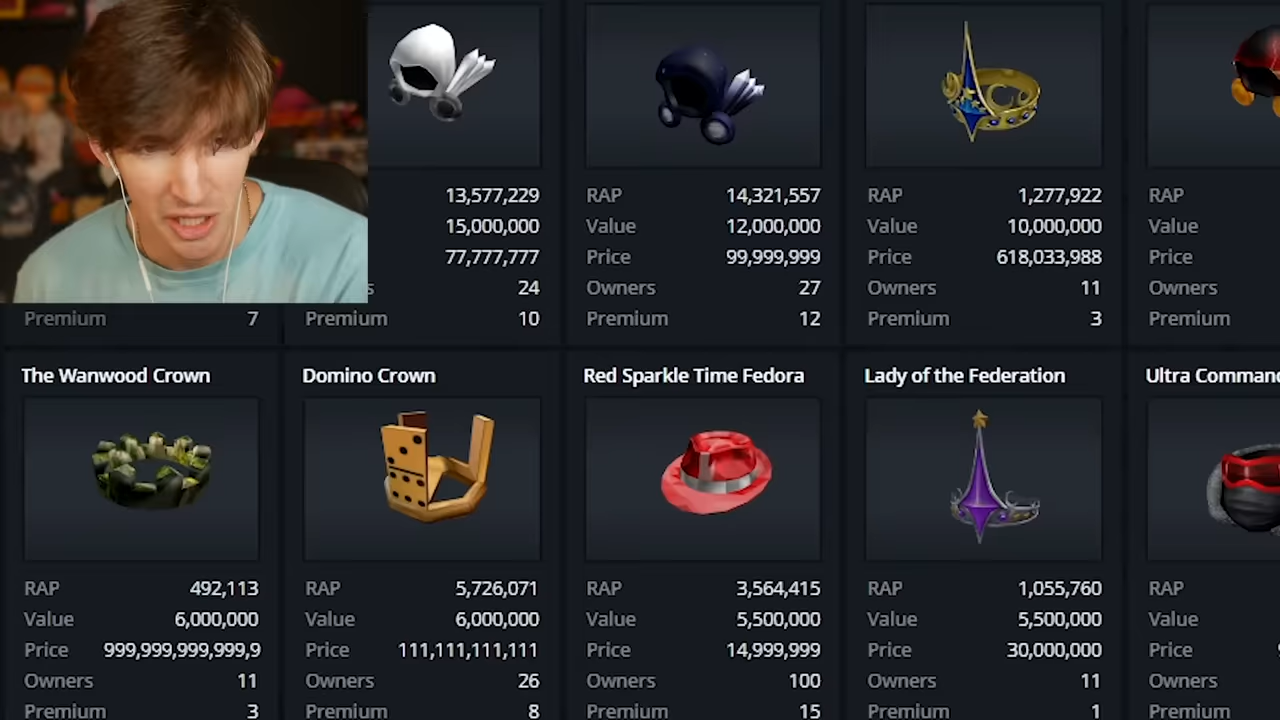 13,577,229 RAP 14,321,557 RAP 1,277,922 RAP
15,000,000 Value 12,000,000 Value 10,000,000 Value
77,777,777 Price 99,999,999 Price 618,033,988 Price
24 Owners 27 Owners 11 Owners
Premium 7 Premium 10 Premium 12 Premium 3 Premium
The Wanwood Crown Domino Crown Red Sparkle Time Fedora Lady of the Federation Ultra
RAP 492,113 RAP 5,726,071 RAP 3,564,415 RAP 1,055,760 RAP
Value 6,000,000 Value 6,000,000 Value 5,500,000 Value 5,500,000 Value
Price 999,999,999,999,9 Price 111,111,111,111 Price 14,999,999 Price 30,000,000 Price
Owners 11 Owners 26 Owners 100 Owners 11 Owners
Premium 3 Premium 8 Premium 15 Premium 1 Premium